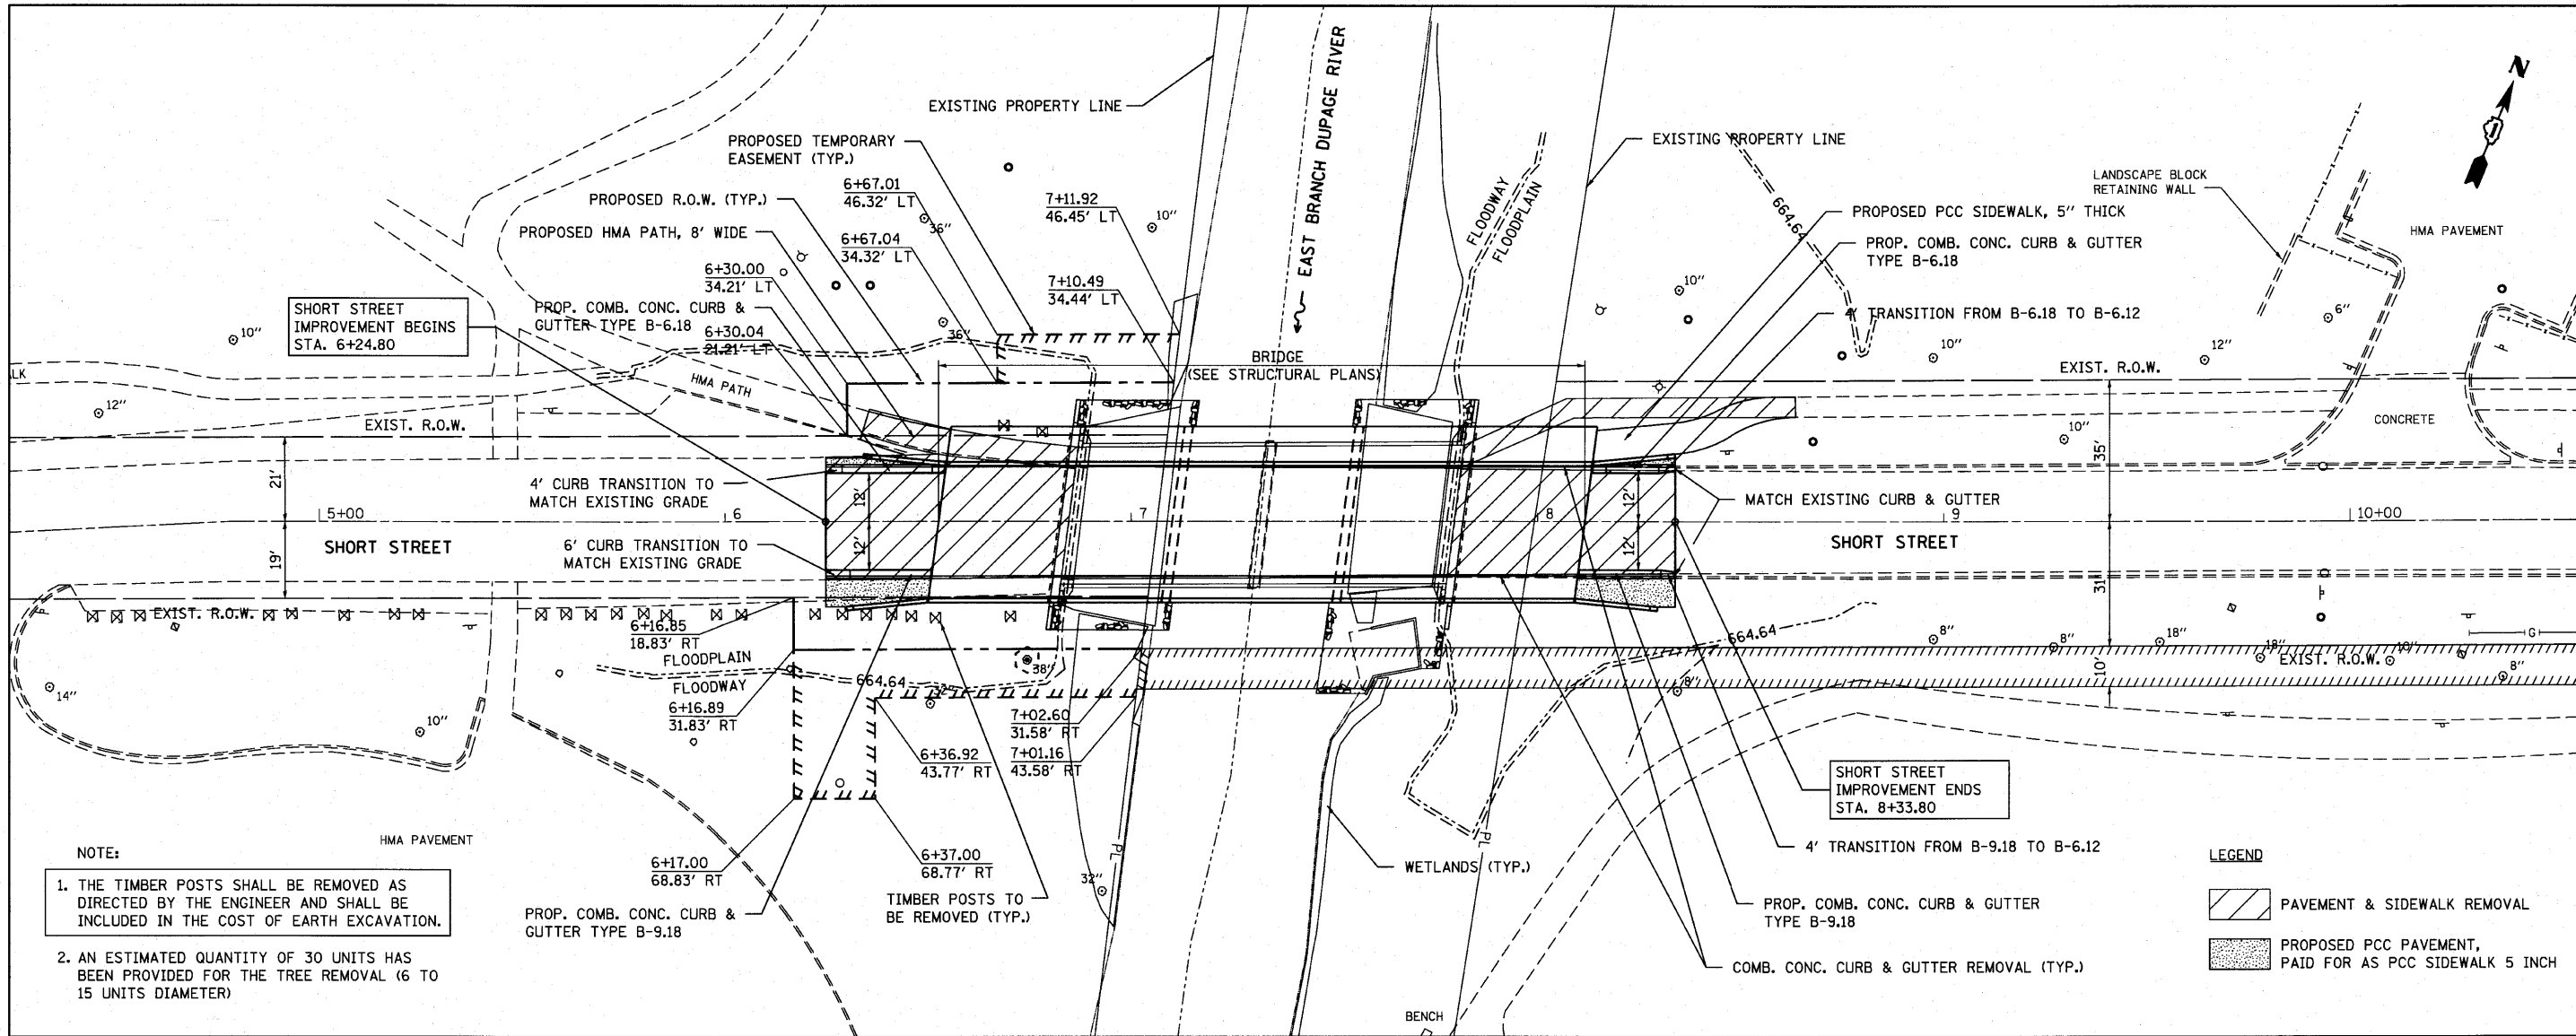 EXISTING PROPERTY LINE
EAST BRANCH DUPAGE RIVER
N
PROPOSED TEMPORARY
EASEMENT (TYP.)
EXISTING PROPERTY LINE
6+67.01
46.32' LT
7+11.92
46.45' LT
10"
36"
PROPOSED R.O.W. (TYP.)
PROPOSED HMA PATH, 8' WIDE
6+67.04
34.32' LT
FLOODWAY
FLOODPLAIN
664.64
LANDSCAPE BLOCK
RETAINING WALL
PROPOSED PCC SIDEWALK, 5" THICK
HMA PAVEMENT
PROP. COMB. CONC. CURB & GUTTER
TYPE B-6.18
6+30.00
34.21' LT
7+10.49
34.44' LT
10"
6"
SHORT STREET
IMPROVEMENT BEGINS
STA. 6+24.80
PROP. COMB. CONC. CURB &
GUTTER TYPE B-6.18
6+30.04
21.21' LT
36"
10"
36"
4' TRANSITION FROM B-6.18 TO B-6.12
BRIDGE
(SEE STRUCTURAL PLANS)
10"
12"
EXIST. R.O.W.
LK
HMA PATH
12"
EXIST. R.O.W.
10"
CONCRETE
21'
35'
4' CURB TRANSITION TO
MATCH EXISTING GRADE
12'
12'
MATCH EXISTING CURB & GUTTER
5+00
6
7
8
9
10+00
SHORT STREET
6' CURB TRANSITION TO
MATCH EXISTING GRADE
12'
12'
SHORT STREET
19'
31'
EXIST. R.O.W.
6+16.85
18.83' RT
FLOODPLAIN
FLOODWAY
664.64
38"
664.64
8"
8"
18"
18"
10"
G
EXIST. R.O.W.
8"
10'
14"
10"
6+16.89
31.83' RT
32"
8"
7+02.60
31.58' RT
6+36.92
43.77' RT
7+01.16
43.58' RT
SHORT STREET
IMPROVEMENT ENDS
STA. 8+33.80
HMA PAVEMENT
NOTE:
1. THE TIMBER POSTS SHALL BE REMOVED AS
DIRECTED BY THE ENGINEER AND SHALL BE
INCLUDED IN THE COST OF EARTH EXCAVATION.
2. AN ESTIMATED QUANTITY OF 30 UNITS HAS
BEEN PROVIDED FOR THE TREE REMOVAL (6 TO
15 UNITS DIAMETER)
6+17.00
68.83' RT
6+37.00
68.77' RT
PL
PL
32"
TIMBER POSTS TO
BE REMOVED (TYP.)
PROP. COMB. CONC. CURB &
GUTTER TYPE B-9.18
WETLANDS (TYP.)
4' TRANSITION FROM B-9.18 TO B-6.12
PROP. COMB. CONC. CURB & GUTTER
TYPE B-9.18
COMB. CONC. CURB & GUTTER REMOVAL (TYP.)
BENCH
LEGEND
PAVEMENT & SIDEWALK REMOVAL
PROPOSED PCC PAVEMENT,
PAID FOR AS PCC SIDEWALK 5 INCH